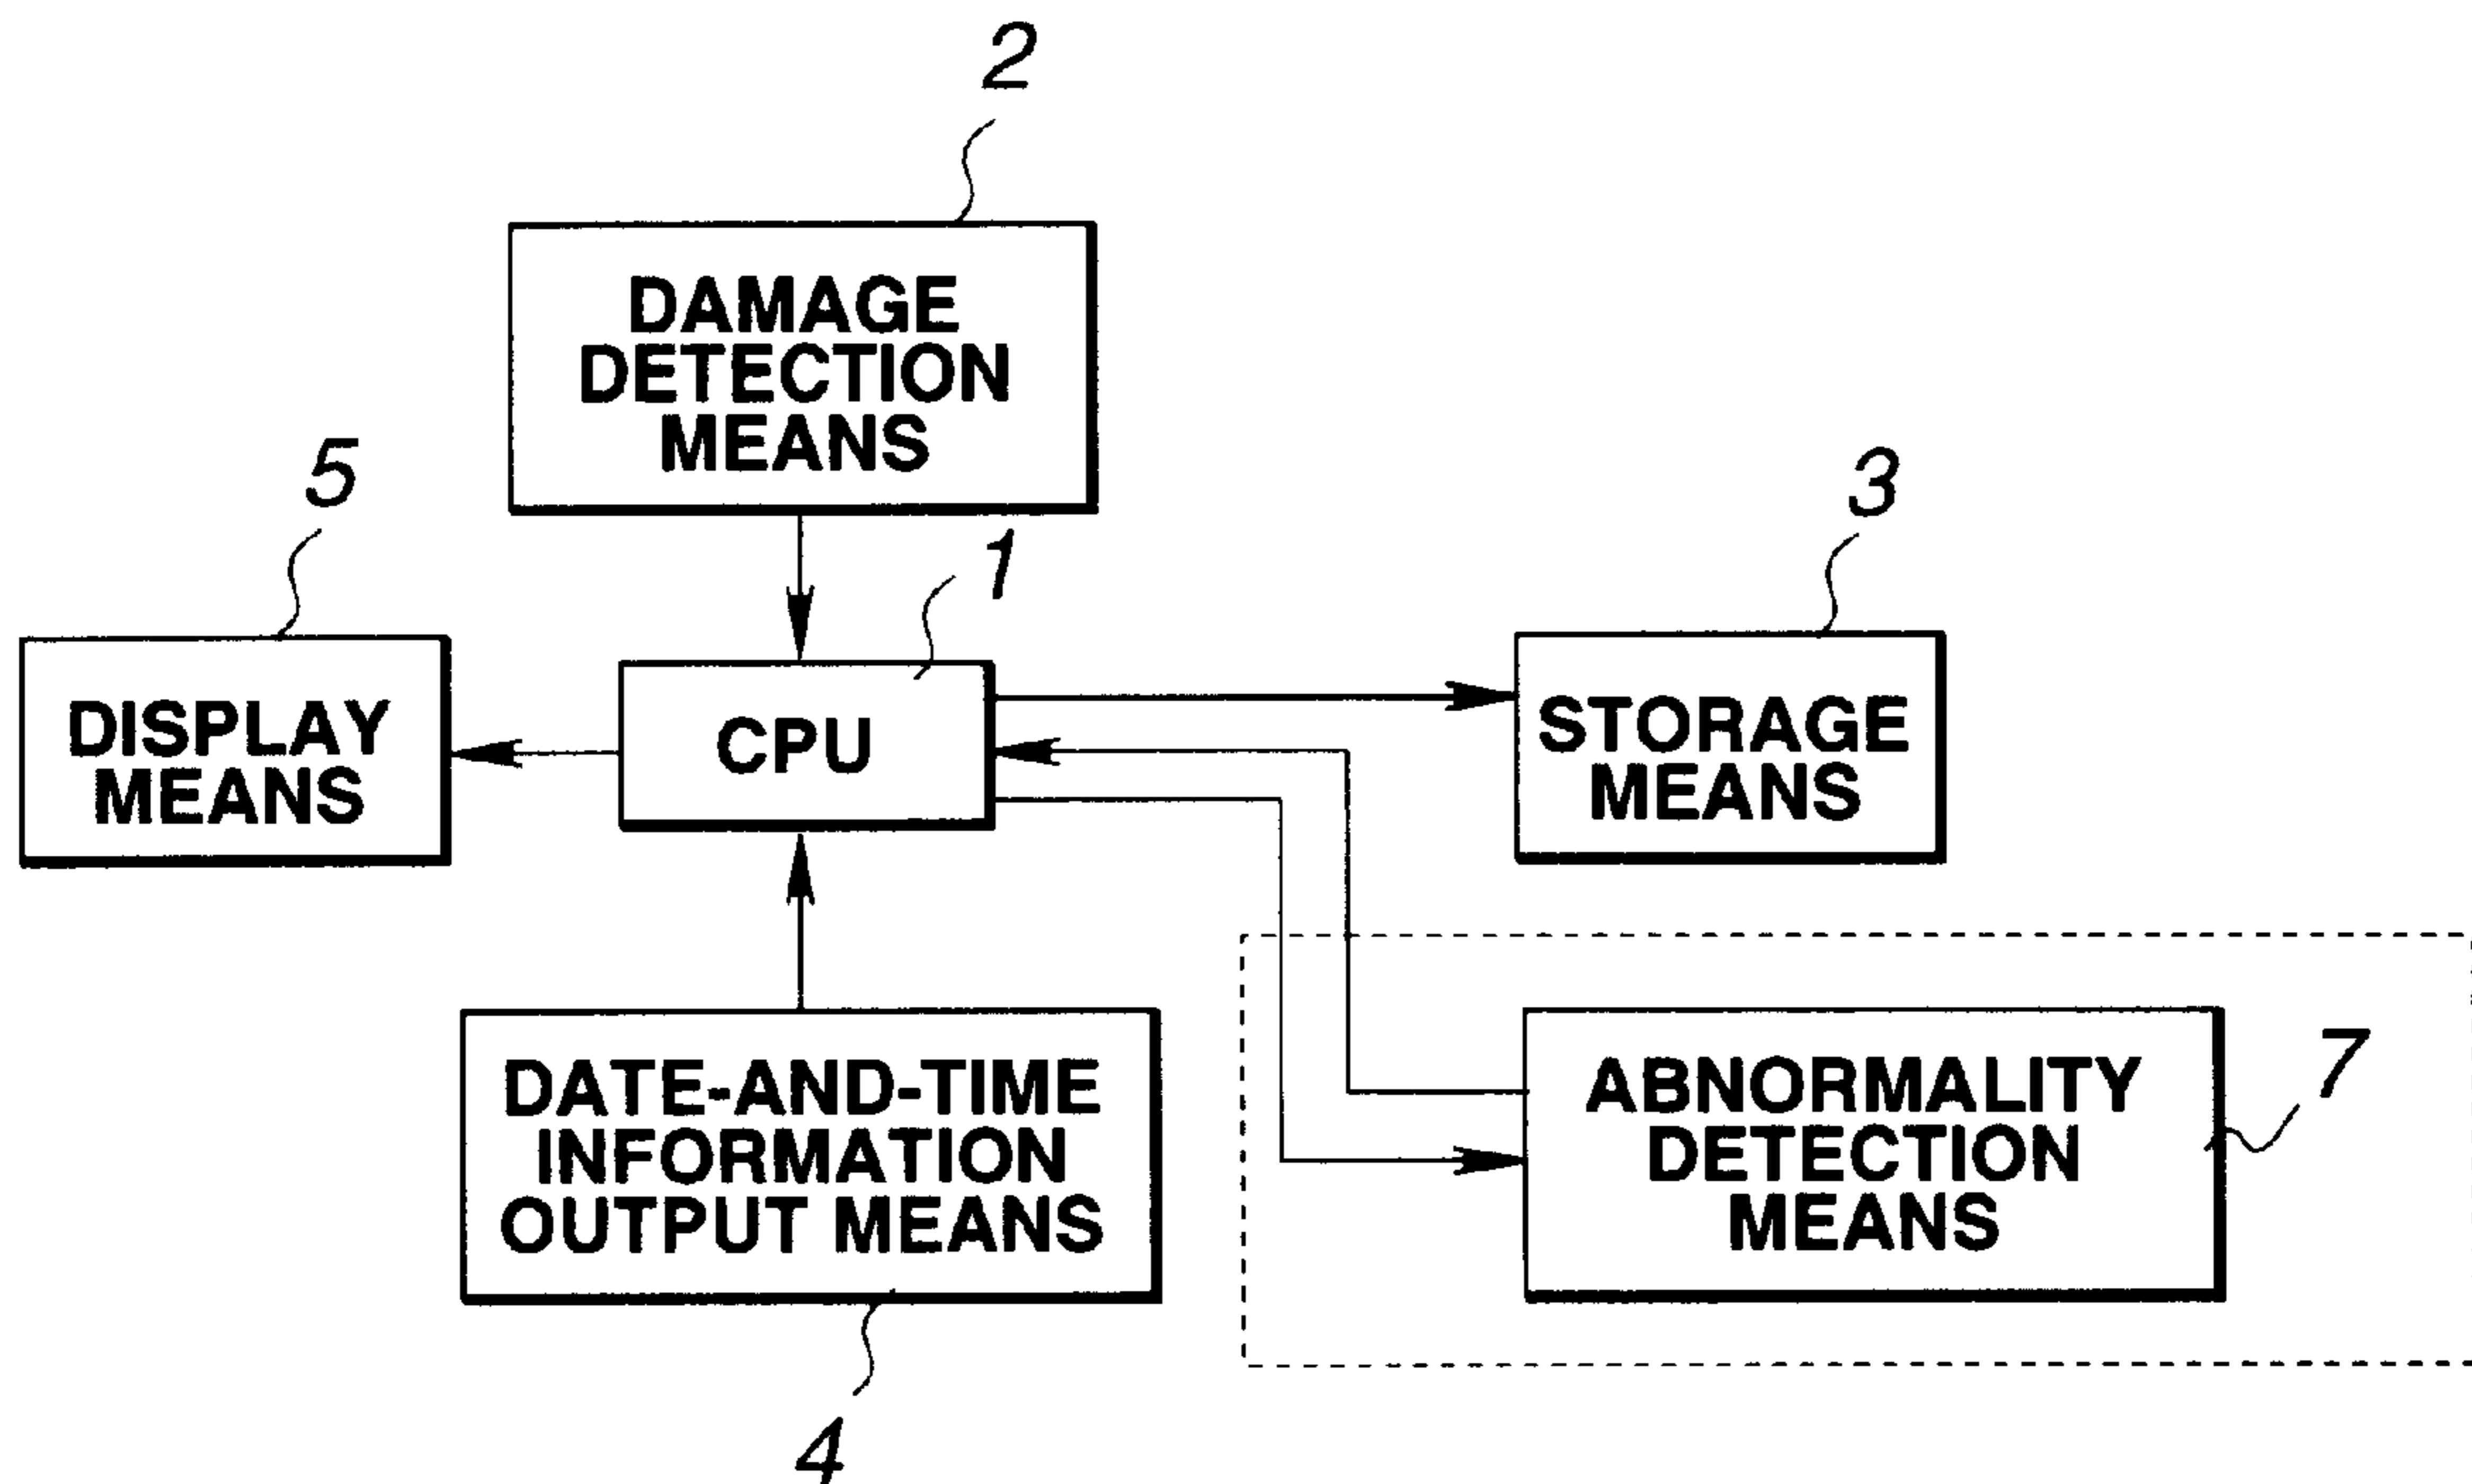 2
DAMAGE
DETECTION
MEANS
5
1
3
DISPLAY
MEANS
CPU
STORAGE
MEANS
DATE-AND-TIME
INFORMATION
OUTPUT MEANS
ABNORMALITY
DETECTION
MEANS
7
4